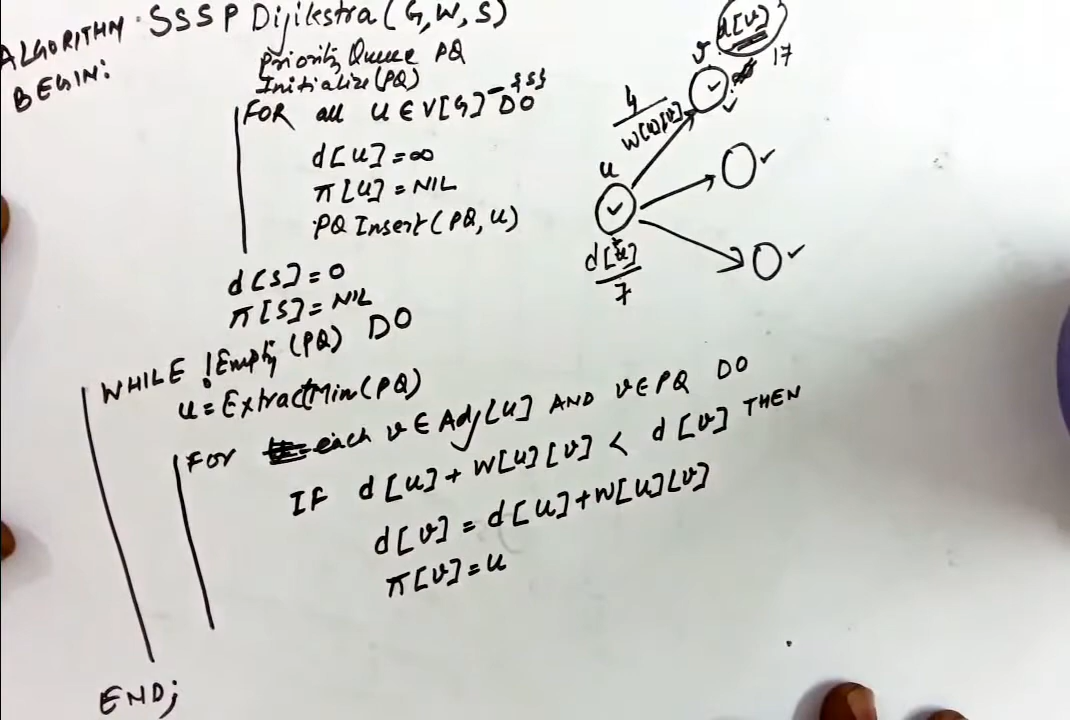 ALGORITHM SSSP Dijikstra(G,W,S)
BEGIN:
Priority Queue PQ
Initialize(PQ)
FOR all u ∈ V[G]-{S} DO
d[u]=∞
π[u]=NIL
PQ Insert(PQ, u)
d[s]=0
π[S]=NIL
WHILE !Empty(PQ) DO
u=ExtractMin(PQ)
FOR each v ∈ Adj[u] AND v∈PQ DO
IF d[u]+W[u][v] < d[v] THEN
d[v]=d[u]+W[u][v]
π[v]=u
END;
d[v]
v
17
4
W[u][v]
u
d[u]
7